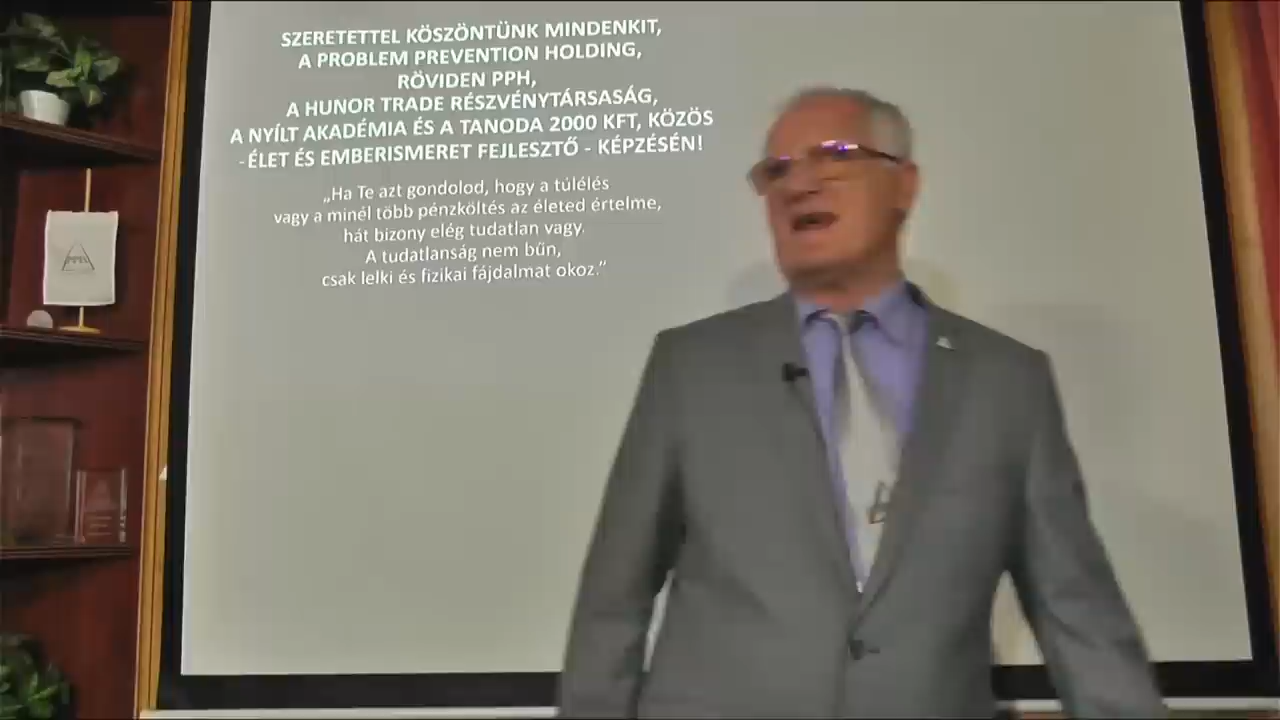 SZERETETTEL KÖSZÖNTÜNK MINDENKIT,
A PROBLEM PREVENTION HOLDING,
RÖVIDEN PPH,
A HUNOR TRADE RÉSZVÉNYTÁRSASÁG,
A NYÍLT AKADÉMIA ÉS A TANODA 2000 KFT, KÖZÖS
- ÉLET ÉS EMBERISMERET FEJLESZTŐ - KÉPZÉSÉN!
„Ha Te azt gondolod, hogy a túlélés
vagy a minél több pénzköltés az életed értelme,
hát bizony elég tudatlan vagy.
A tudatlanság nem bűn,
csak lelki és fizikai fájdalmat okoz.”